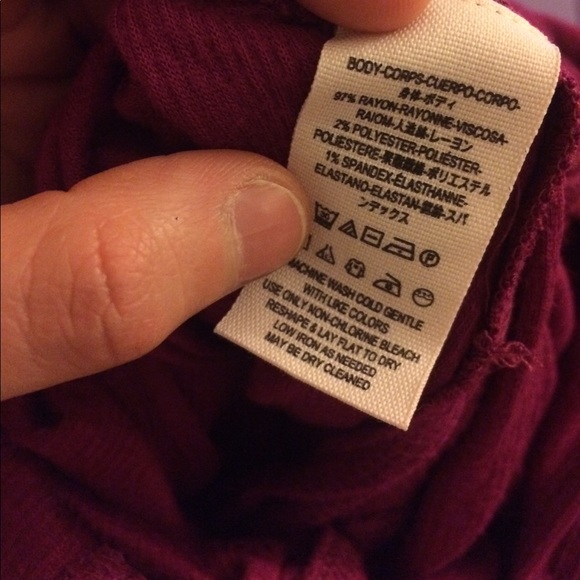 BODY-CORPS-CUERPO-CORPO-
身体-ボディ
97% RAYON-RAYONNE-VISCOSA-
RAIOM-人造絲-レーヨン
2% POLYESTER-POLIÉSTER-
POLIESTERE-聚脂纖維-ポリエステル
1% SPANDEX-ÉLASTHANNE-
ELASTANO-ELASTAN-彈性纖維-スパ
ンデックス
MACHINE WASH COLD GENTLE
WITH LIKE COLORS
USE ONLY NON-CHLORINE BLEACH
RESHAPE & LAY FLAT TO DRY
LOW IRON AS NEEDED
MAY BE DRY CLEANED